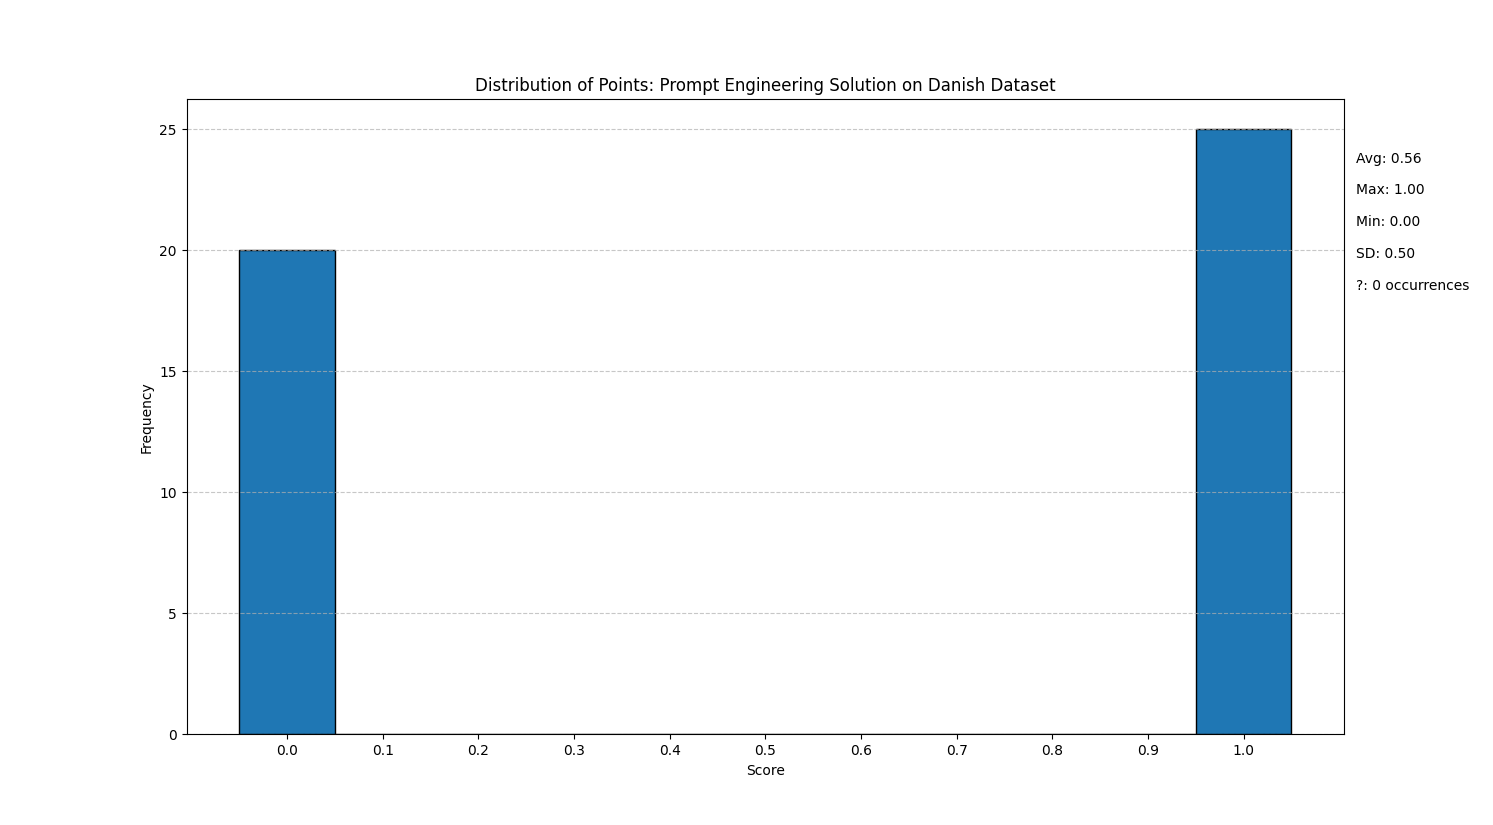 Distribution of Points: Prompt Engineering Solution on Danish Dataset
25
20
15
10
5
0
Frequency
0.0 0.1 0.2 0.3 0.4 0.5 0.6 0.7 0.8 0.9 1.0
Score
Avg: 0.56
Max: 1.00
Min: 0.00
SD: 0.50
?: 0 occurrences